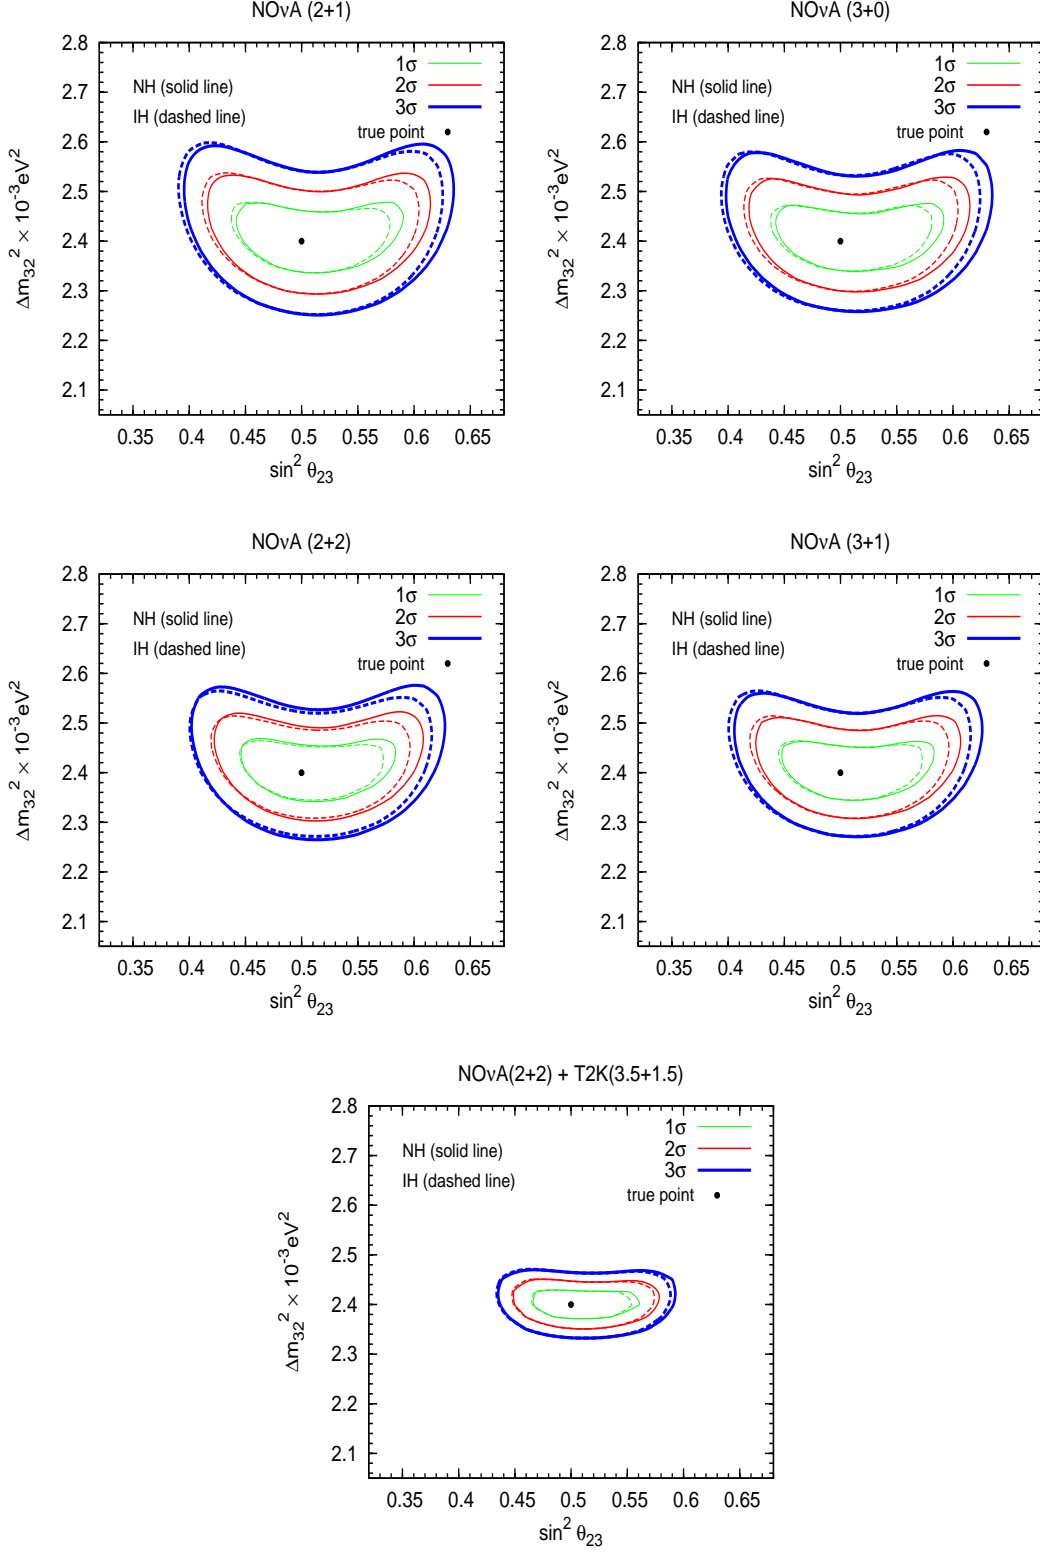 NOνA (2+1)
2.8
2.7
2.6
2.5
2.4
2.3
2.2
2.1
0.35 0.4 0.45 0.5 0.55 0.6 0.65
Δm₃₂² × 10⁻³eV²
sin² θ₂₃
NH (solid line)
IH (dashed line)
1σ
2σ
3σ
true point
NOνA (3+0)
2.8
2.7
2.6
2.5
2.4
2.3
2.2
2.1
0.35 0.4 0.45 0.5 0.55 0.6 0.65
Δm₃₂² × 10⁻³eV²
sin² θ₂₃
NH (solid line)
IH (dashed line)
1σ
2σ
3σ
true point
NOνA (2+2)
2.8
2.7
2.6
2.5
2.4
2.3
2.2
2.1
0.35 0.4 0.45 0.5 0.55 0.6 0.65
Δm₃₂² × 10⁻³eV²
sin² θ₂₃
NH (solid line)
IH (dashed line)
1σ
2σ
3σ
true point
NOνA (3+1)
2.8
2.7
2.6
2.5
2.4
2.3
2.2
2.1
0.35 0.4 0.45 0.5 0.55 0.6 0.65
Δm₃₂² × 10⁻³eV²
sin² θ₂₃
NH (solid line)
IH (dashed line)
1σ
2σ
3σ
true point
NOνA(2+2) + T2K(3.5+1.5)
2.8
2.7
2.6
2.5
2.4
2.3
2.2
2.1
0.35 0.4 0.45 0.5 0.55 0.6 0.65
Δm₃₂² × 10⁻³eV²
sin² θ₂₃
NH (solid line)
IH (dashed line)
1σ
2σ
3σ
true point